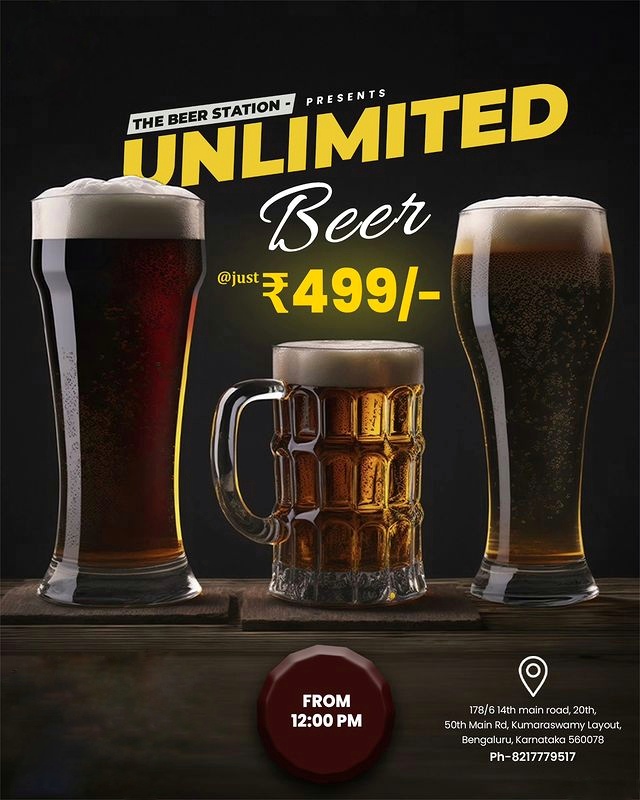 THE BEER STATION - PRESENTS
UNLIMITED
Beer
@just ₹499/-
FROM
12:00 PM
178/6 14th main road, 20th,
50th Main Rd, Kumaraswamy Layout,
Bengaluru, Karnataka 560078
Ph-8217779517